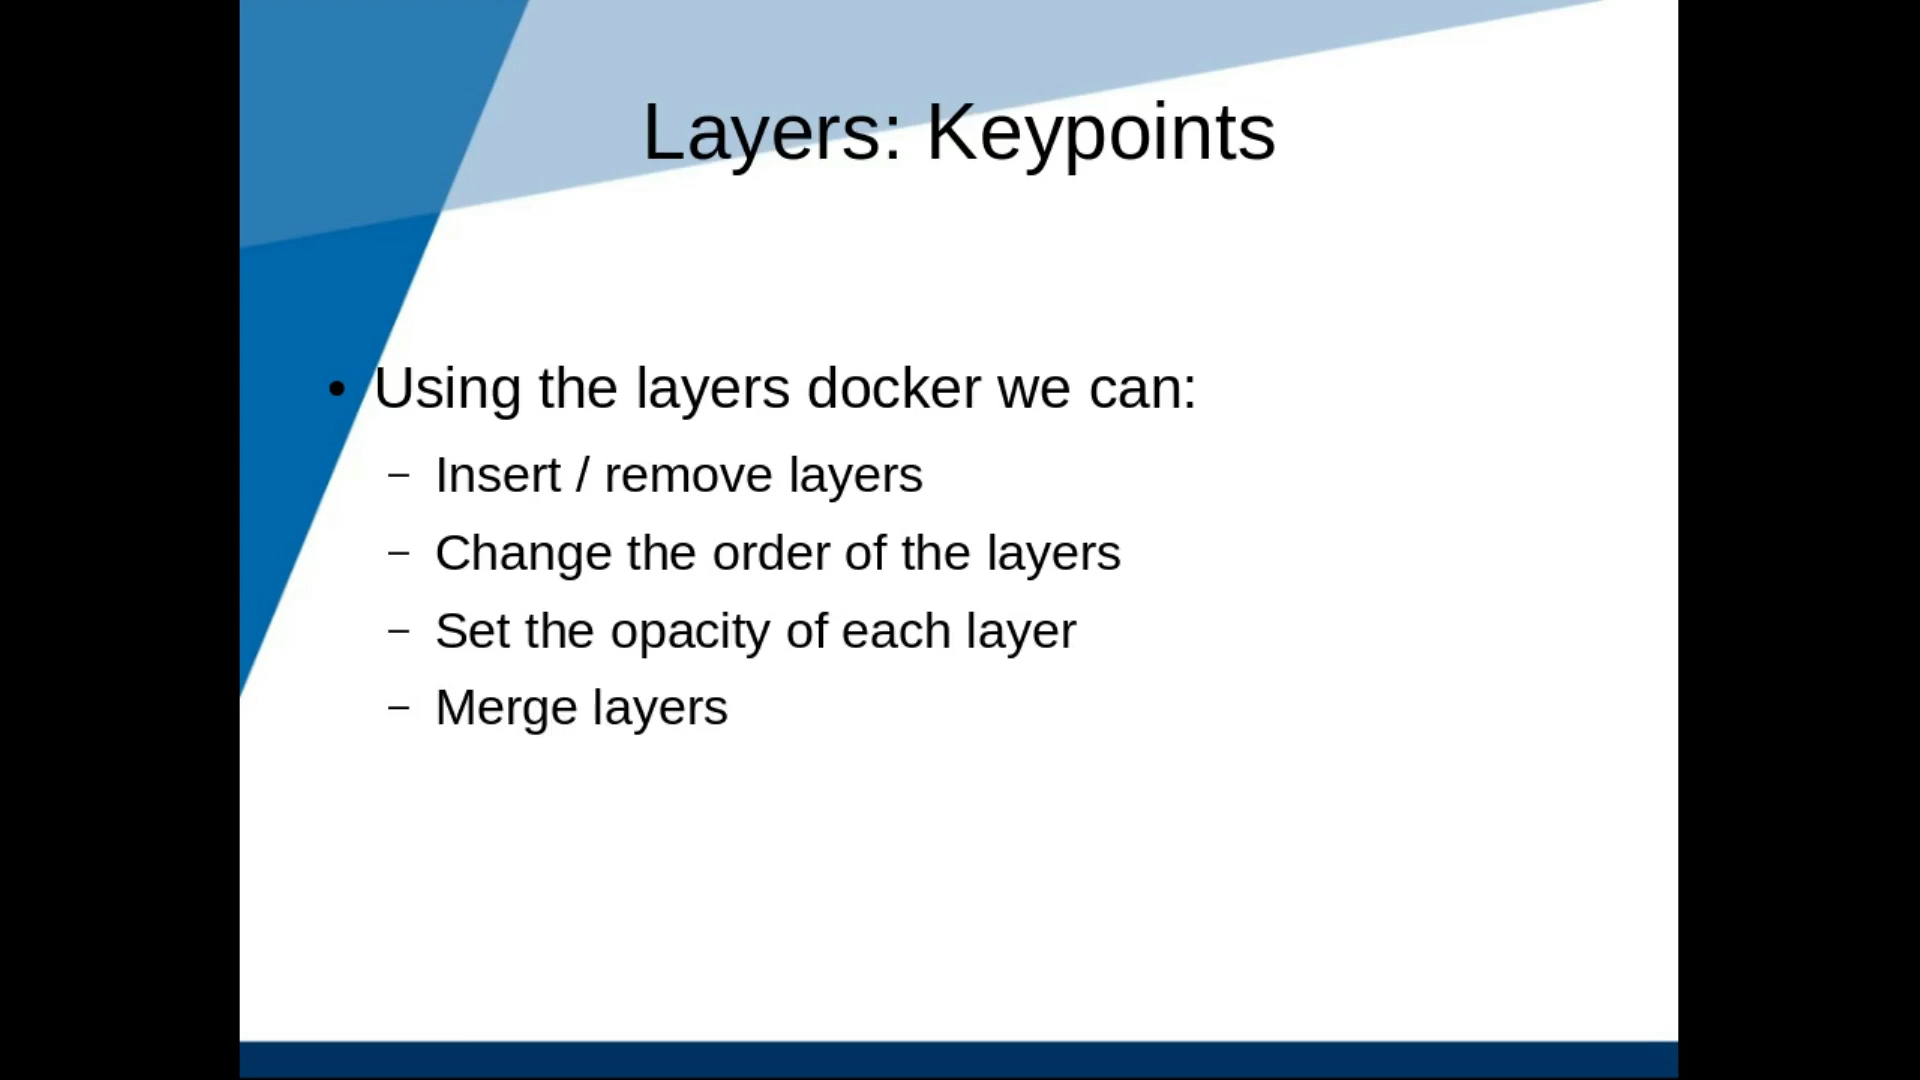 Layers: Keypoints
• Using the layers docker we can:
– Insert / remove layers
– Change the order of the layers
– Set the opacity of each layer
– Merge layers